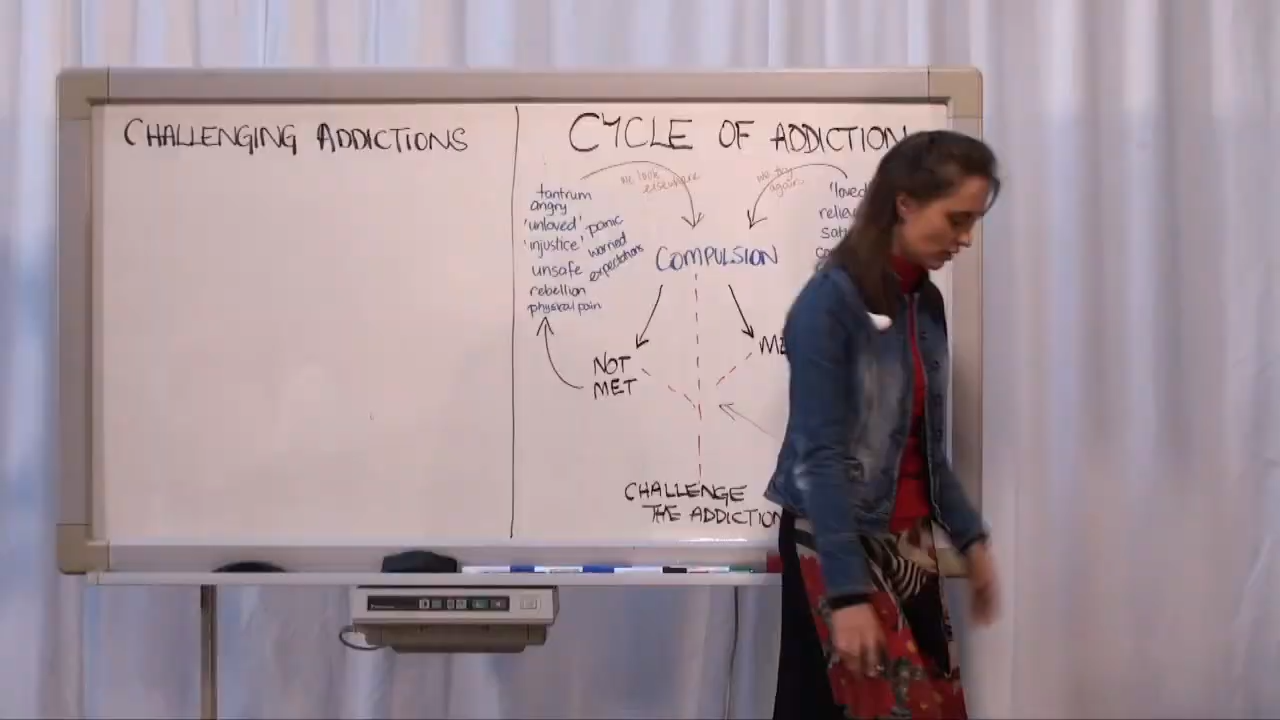 CHALLENGING ADDICTIONS
CYCLE OF ADDICTION
we look
elsewhere
we try
again..
tantrum
angry
'unloved' panic
'injustice' worried
unsafe expectations
rebellion
physical pain
'loved
COMPULSION
NOT
MET
CHALLENGE
THE ADDICTION